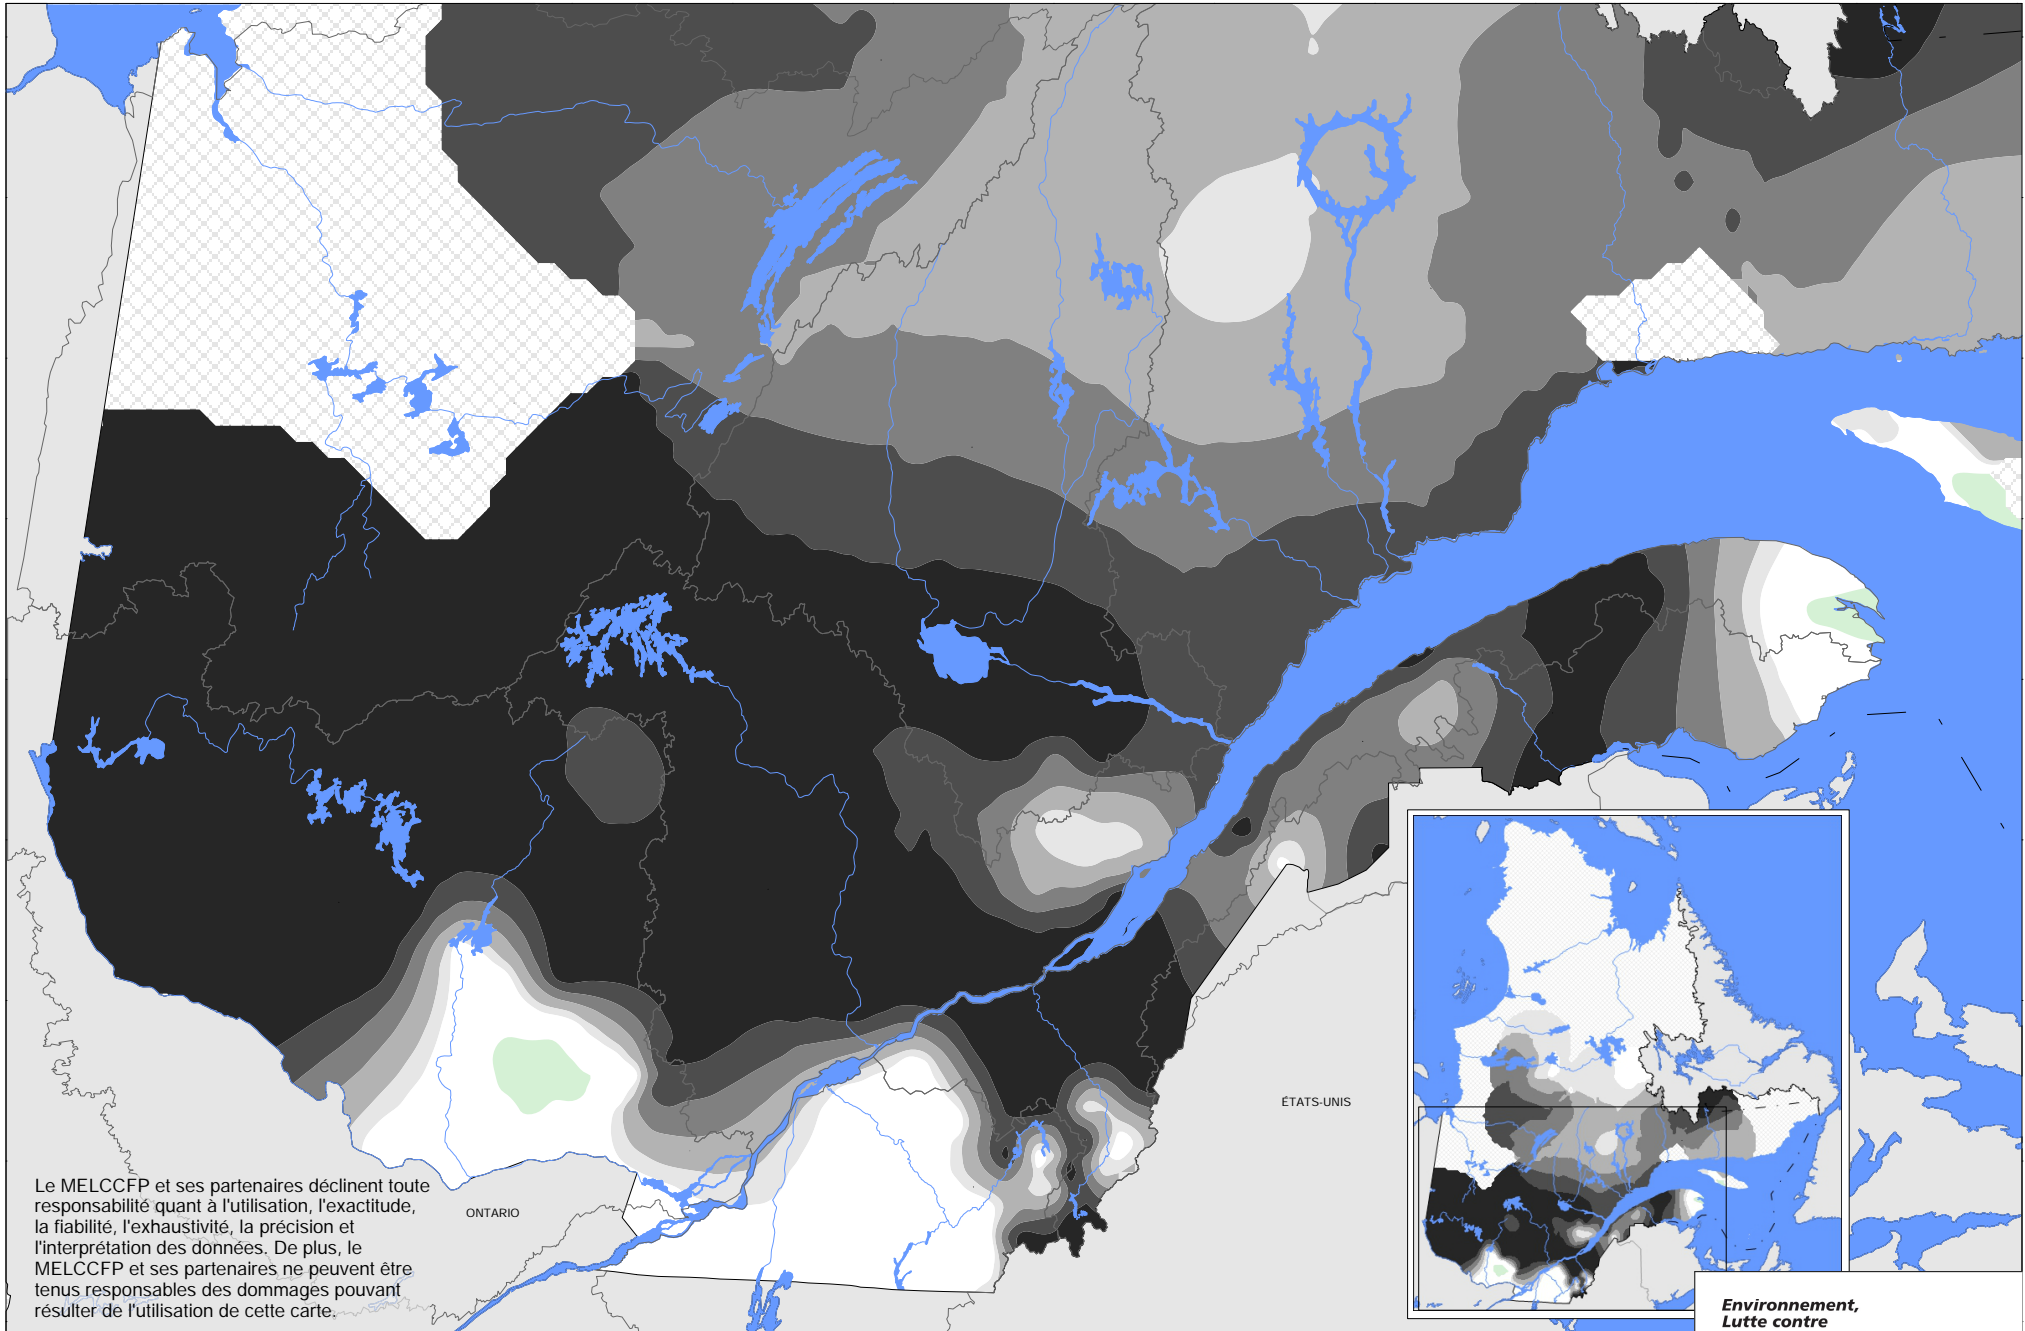 ÉTATS-UNIS
Le MELCCFP et ses partenaires déclinent toute
responsabilité quant à l'utilisation, l'exactitude,
la fiabilité, l'exhaustivité, la précision et
l'interprétation des données. De plus, le
MELCCFP et ses partenaires ne peuvent être
tenus responsables des dommages pouvant
résulter de l'utilisation de cette carte.
ONTARIO
Environnement,
Lutte contre